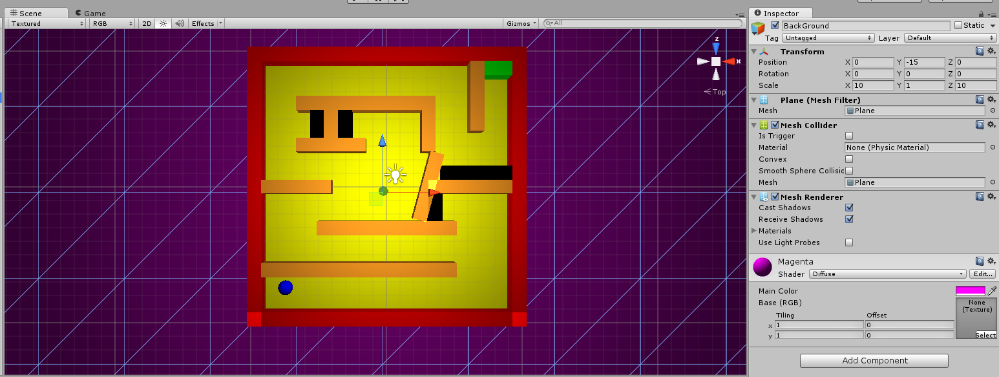 Scene
Game
Textured
RGB
2D
Effects
Gizmos
All
z
x
Top
Inspector
BackGround
Static
Tag Untagged Layer Default
Transform
Position X 0 Y -15 Z 0
Rotation X 0 Y 0 Z 0
Scale X 10 Y 1 Z 10
Plane (Mesh Filter)
Mesh Plane
Mesh Collider
Is Trigger
Material None (Physic Material)
Convex
Smooth Sphere Collisic
Mesh Plane
Mesh Renderer
Cast Shadows
Receive Shadows
Materials
Use Light Probes
Magenta
Shader Diffuse Edit...
Main Color
Base (RGB)
None
(Texture)
Tiling Offset
x 1 0
y 1 0
Select
Add Component